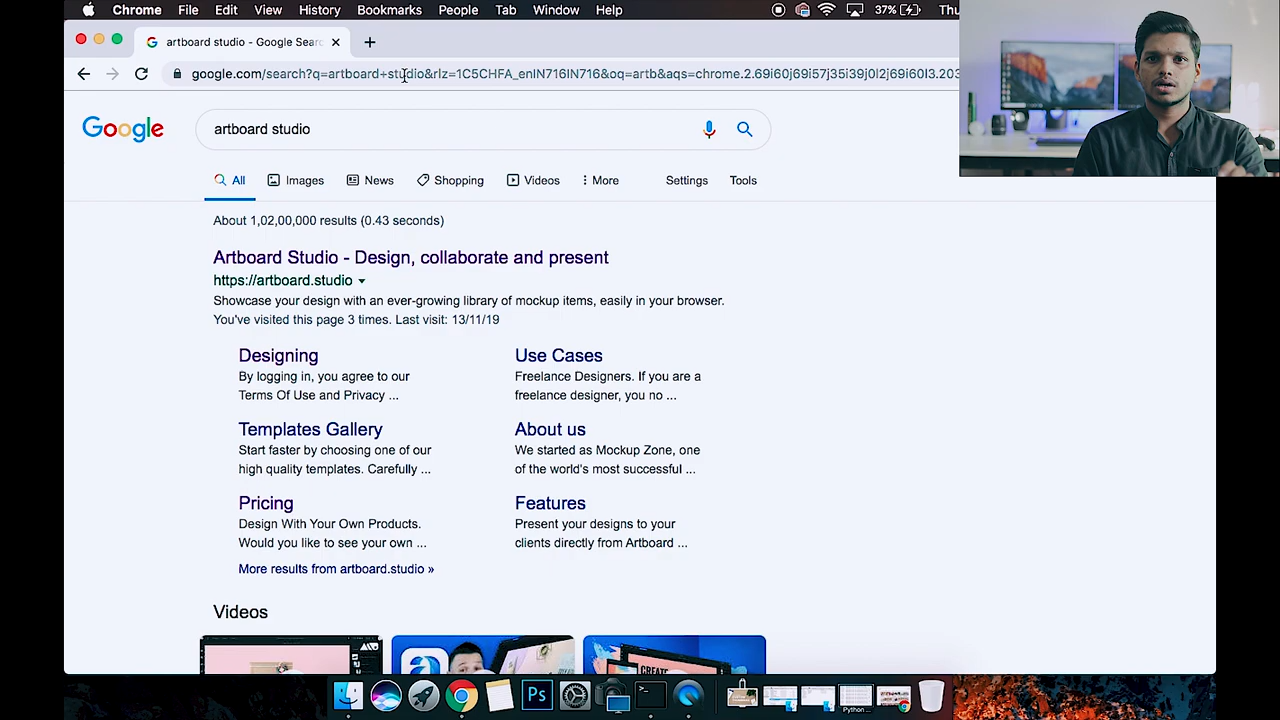 Chrome File Edit View History Bookmarks People Tab Window Help 37% Thu
artboard studio - Google Searc
google.com/search?q=artboard+studio&rlz=1C5CHFA_enIN716IN716&oq=artb&aqs=chrome.2.69i60j69i57j35i39j0l2j69i60l3.203
Google artboard studio
All Images News Shopping Videos More Settings Tools
About 1,02,00,000 results (0.43 seconds)
Artboard Studio - Design, collaborate and present
https://artboard.studio
Showcase your design with an ever-growing library of mockup items, easily in your browser.
You've visited this page 3 times. Last visit: 13/11/19
Designing
By logging in, you agree to our
Terms Of Use and Privacy ...
Use Cases
Freelance Designers. If you are a
freelance designer, you no ...
Templates Gallery
Start faster by choosing one of our
high quality templates. Carefully ...
About us
We started as Mockup Zone, one
of the world's most successful ...
Pricing
Design With Your Own Products.
Would you like to see your own ...
Features
Present your designs to your
clients directly from Artboard ...
More results from artboard.studio »
Videos
CREATE
Ps
Python...